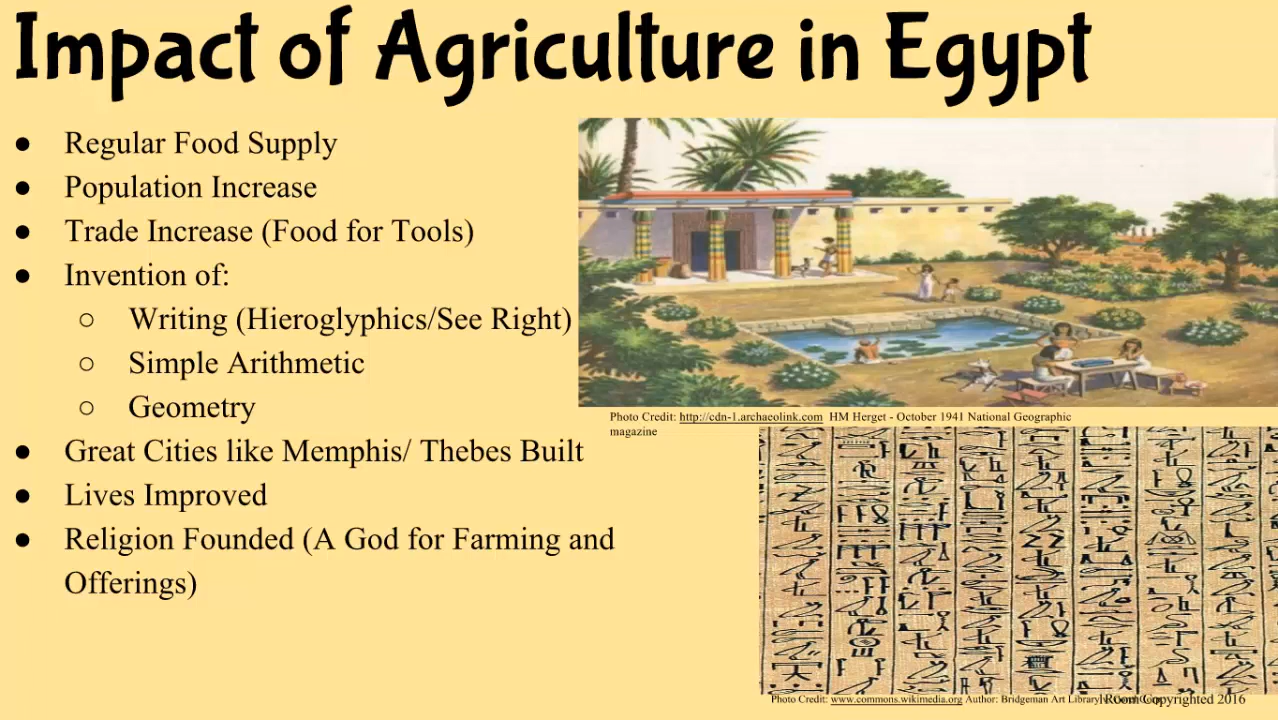 Impact of Agriculture in Egypt
● Regular Food Supply
● Population Increase
● Trade Increase (Food for Tools)
● Invention of:
○ Writing (Hieroglyphics/See Right)
○ Simple Arithmetic
○ Geometry
● Great Cities like Memphis/ Thebes Built
● Lives Improved
● Religion Founded (A God for Farming and
Offerings)
Photo Credit: http://cdn-1.archaeolink.com HM Herget - October 1941 National Geographic
magazine
Photo Credit: www.commons.wikimedia.org Author: Bridgeman Art Library Copyrighted 2016